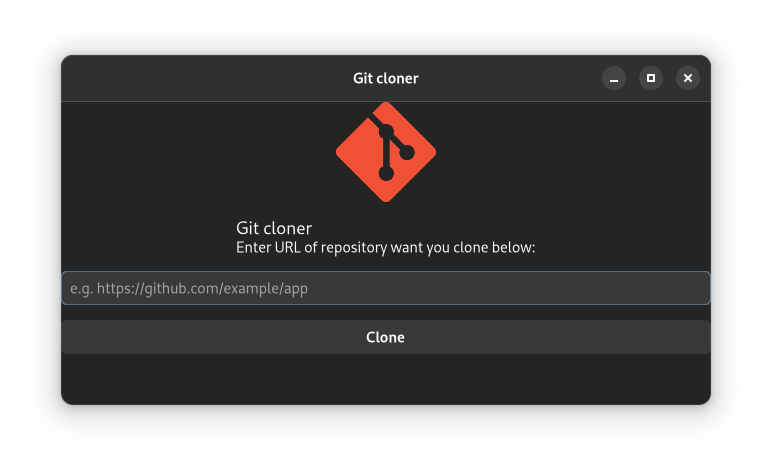 Git cloner
Git cloner
Enter URL of repository want you clone below:
e.g. https://github.com/example/app
Clone